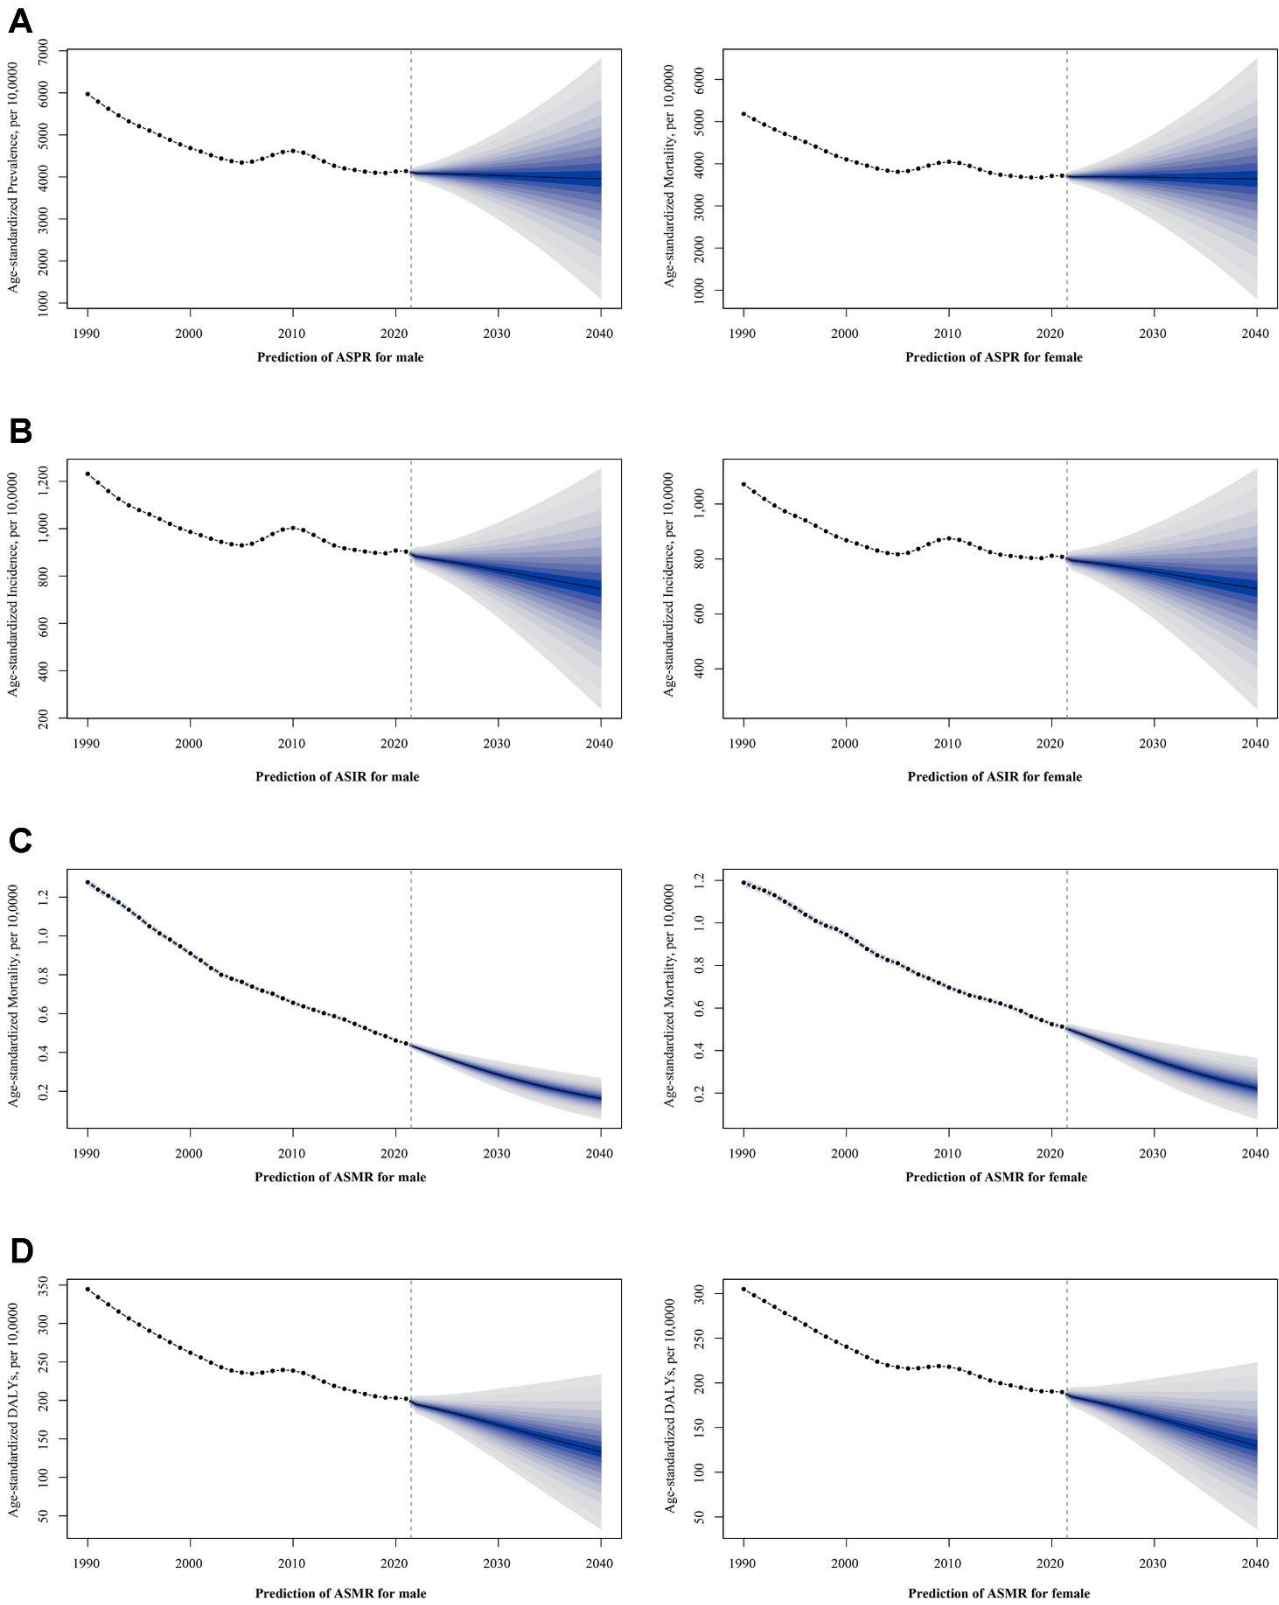 A
Age-standardized Prevalence, per 10,0000
7000
6000
5000
4000
3000
2000
1000
1990 2000 2010 2020 2030 2040
Prediction of ASPR for male
Age-standardized Mortality, per 10,0000
6000
5000
4000
3000
2000
1000
1990 2000 2010 2020 2030 2040
Prediction of ASPR for female
B
Age-standardized Incidence, per 10,0000
1,200
1,000
800
600
400
200
1990 2000 2010 2020 2030 2040
Prediction of ASIR for male
Age-standardized Incidence, per 10,0000
1,000
800
600
400
1990 2000 2010 2020 2030 2040
Prediction of ASIR for female
C
Age-standardized Mortality, per 10,0000
1.2
1.0
0.8
0.6
0.4
0.2
1990 2000 2010 2020 2030 2040
Prediction of ASMR for male
Age-standardized Mortality, per 10,0000
1.2
1.0
0.8
0.6
0.4
0.2
1990 2000 2010 2020 2030 2040
Prediction of ASMR for female
D
Age-standardized DALYs, per 10,0000
350
300
250
200
150
100
50
1990 2000 2010 2020 2030 2040
Prediction of ASMR for male
Age-standardized DALYs, per 10,0000
300
250
200
150
100
50
1990 2000 2010 2020 2030 2040
Prediction of ASMR for female